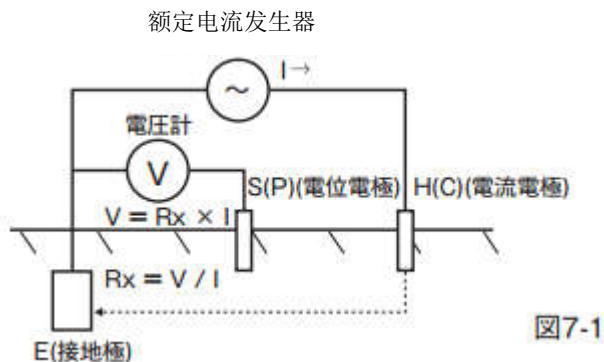 额定电流发生器
I→
~
電圧計
V
S(P)(電位電極)
H(C)(電流電極)
V = Rx × I
Rx = V / I
E(接地極)
図7-1